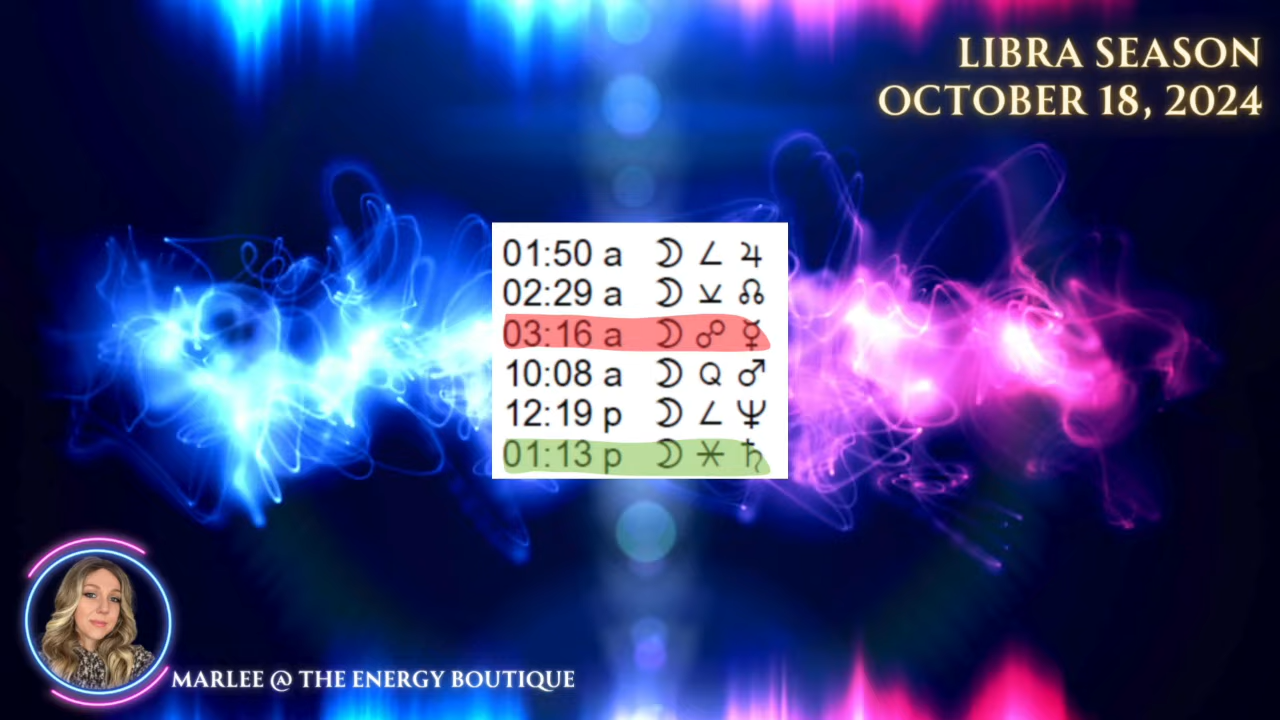 LIBRA SEASON
OCTOBER 18, 2024
01:50 a ☽ ∠ ♃
02:29 a ☽ ⚺ ☊
03:16 a ☽ ☍ ☿
10:08 a ☽ Q ♂
12:19 p ☽ ∠ ♆
01:13 p ☽ ⚹ ♄
MARLEE @ THE ENERGY BOUTIQUE